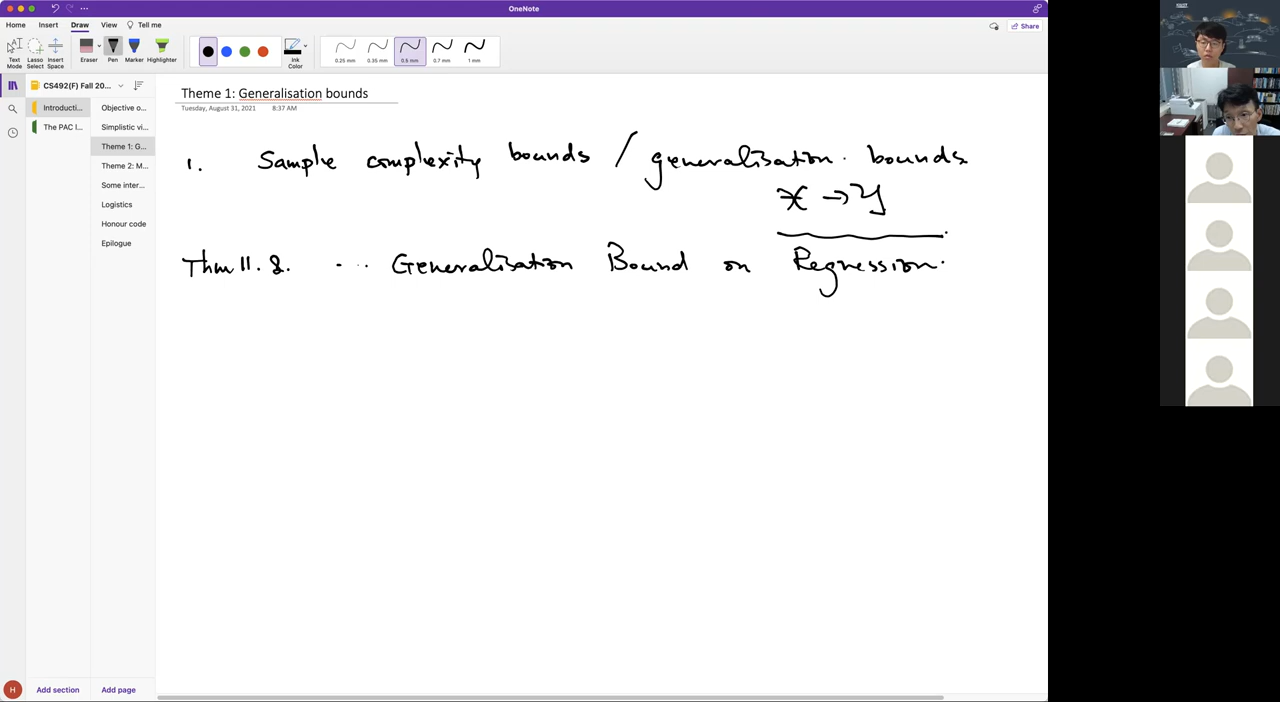 OneNote
Home Insert Draw View Tell me
Share
Text Mode
Lasso Select
Insert Space
Eraser
Pen
Marker
Highlighter
Ink Color
0.25 mm
0.35 mm
0.5 mm
0.7 mm
1 mm
CS492(F) Fall 20...
Introducti...
The PAC l...
Objective o...
Simplistic vi...
Theme 1: G...
Theme 2: M...
Some inter...
Logistics
Honour code
Epilogue
Theme 1: Generalisation bounds
Tuesday, August 31, 2021 8:37 AM
1. Sample complexity bounds / generalisation bounds
X → Y
Thm 11.8. ... Generalisation Bound on Regression.
H
Add section
Add page